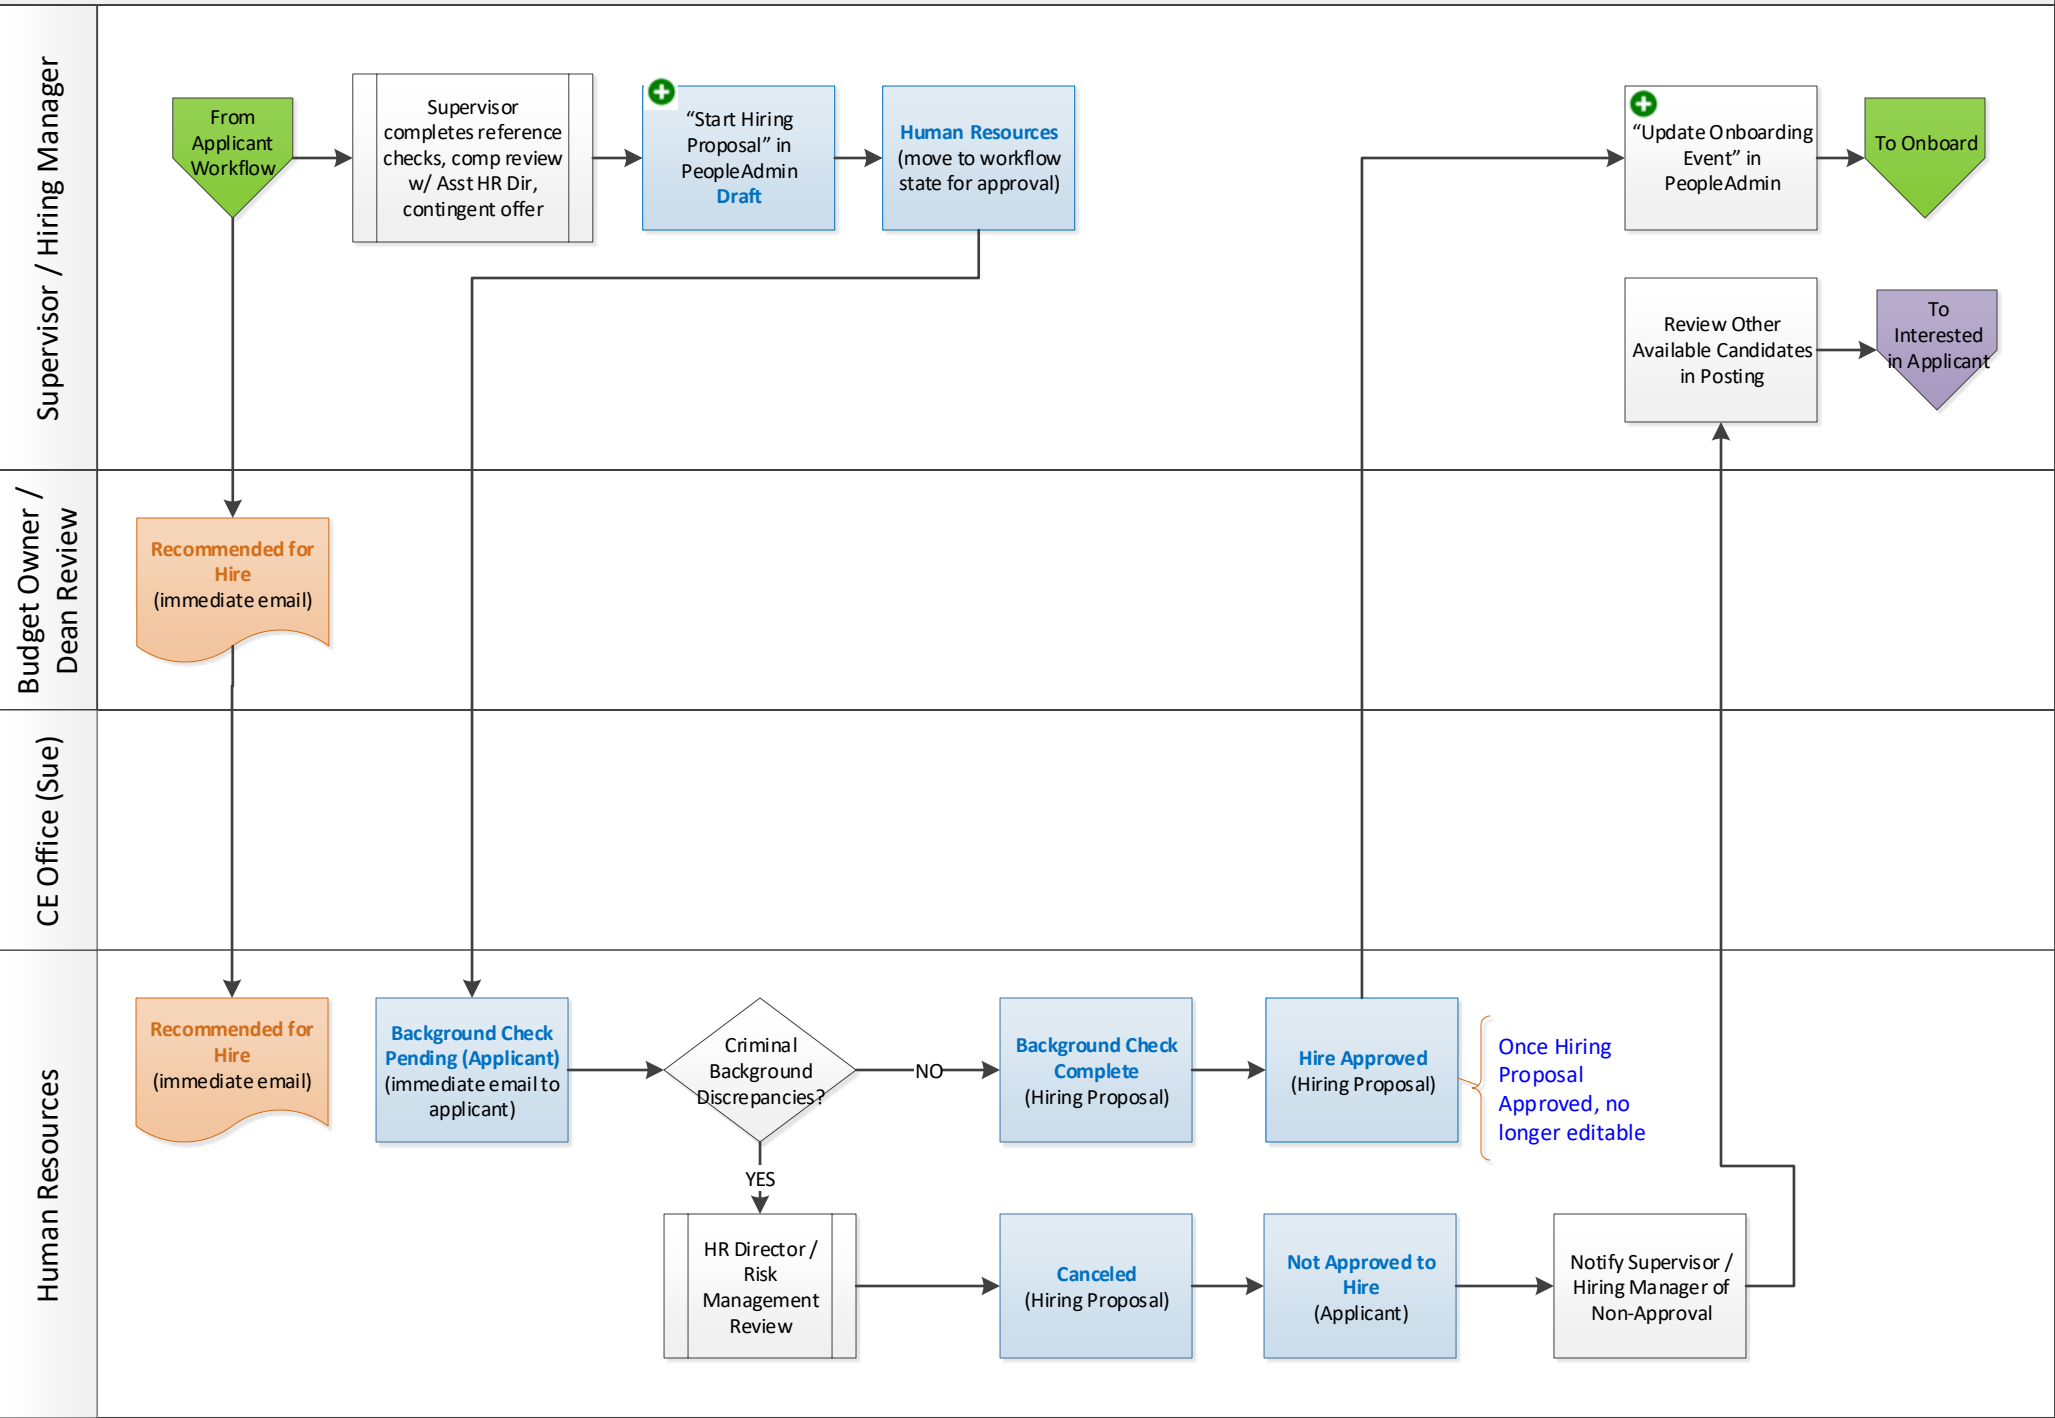 Supervisor / Hiring Manager
From
Applicant
Workflow
Supervisor
completes reference
checks, comp review
w/ Asst HR Dir,
contingent offer
“Start Hiring
Proposal” in
PeopleAdmin
Draft
Human Resources
(move to workflow
state for approval)
“Update Onboarding
Event” in
PeopleAdmin
To Onboard
Review Other
Available Candidates
in Posting
To
Interested
in Applicant
Budget Owner /
Dean Review
Recommended for
Hire
(immediate email)
CE Office (Sue)
Human Resources
Recommended for
Hire
(immediate email)
Background Check
Pending (Applicant)
(immediate email to
applicant)
Criminal
Background
Discrepancies?
NO
Background Check
Complete
(Hiring Proposal)
Hire Approved
(Hiring Proposal)
Once Hiring
Proposal
Approved, no
longer editable
YES
HR Director /
Risk
Management
Review
Canceled
(Hiring Proposal)
Not Approved to
Hire
(Applicant)
Notify Supervisor /
Hiring Manager of
Non-Approval